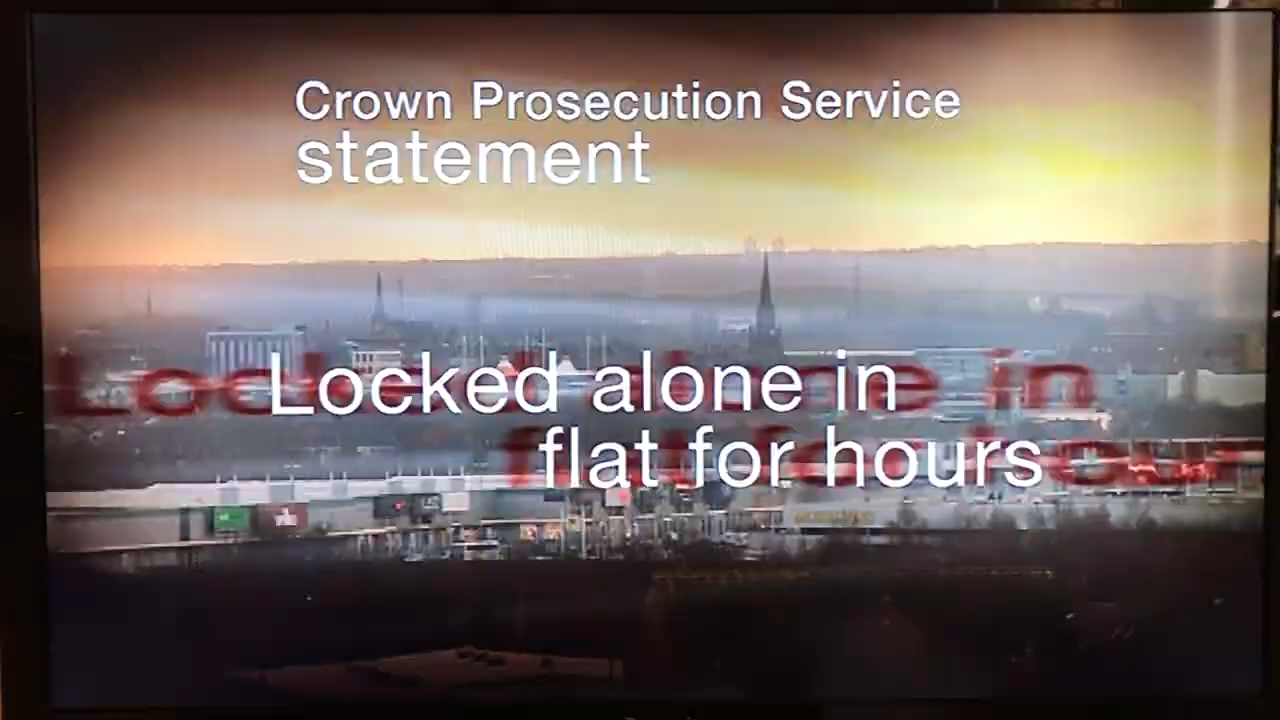 Crown Prosecution Service
statement
Locked alone in
flat for hours